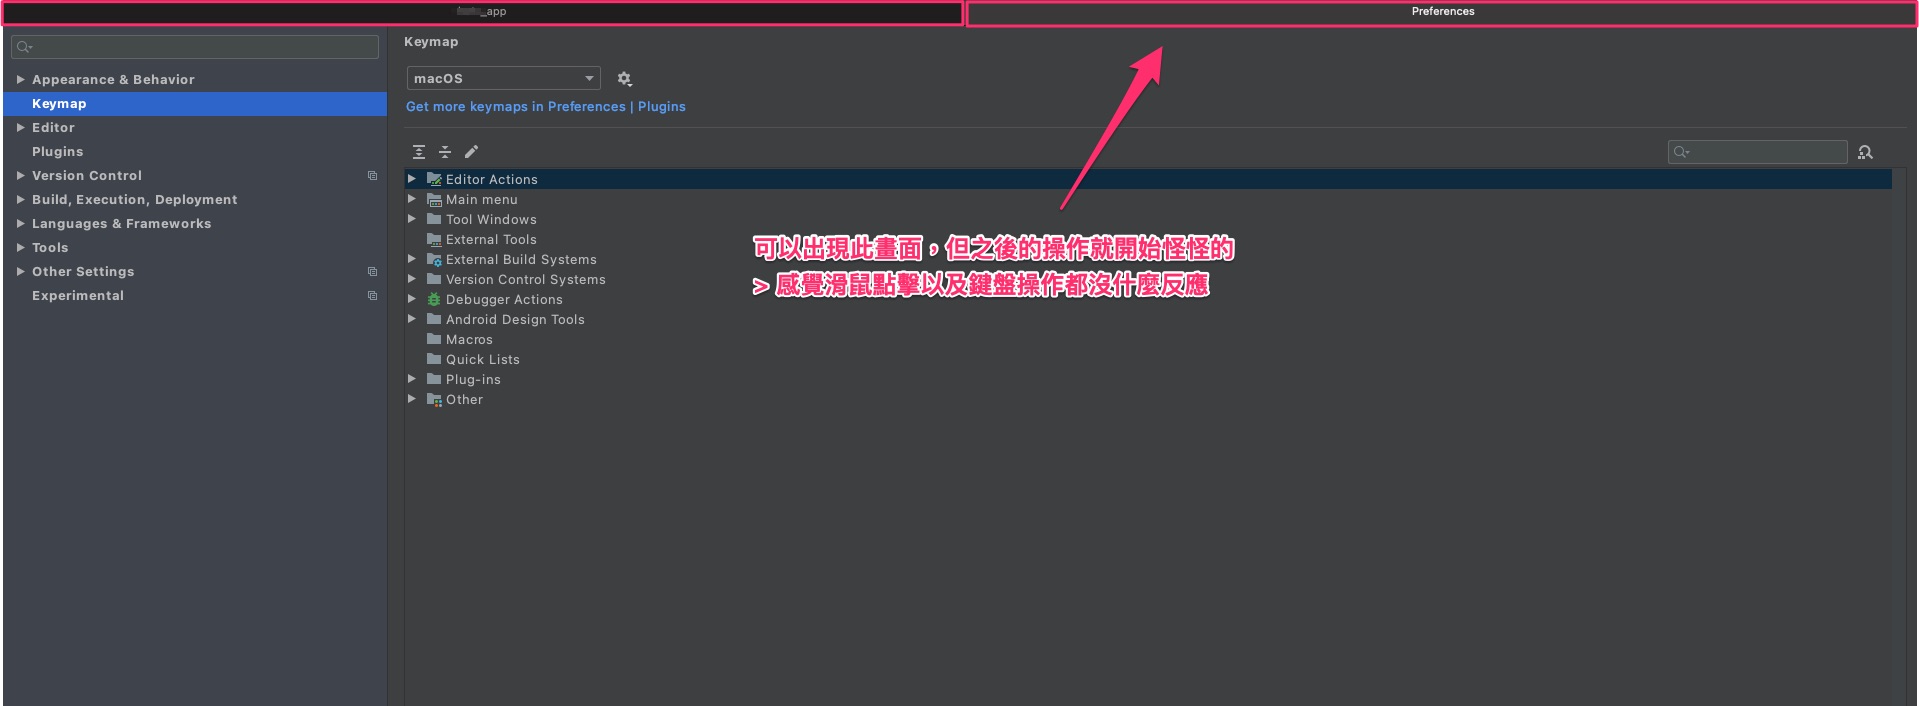 _app
Preferences
Keymap
macOS
Get more keymaps in Preferences | Plugins
Appearance & Behavior
Keymap
Editor
Plugins
Version Control
Build, Execution, Deployment
Languages & Frameworks
Tools
Other Settings
Experimental
Editor Actions
Main menu
Tool Windows
External Tools
External Build Systems
Version Control Systems
Debugger Actions
Android Design Tools
Macros
Quick Lists
Plug-ins
Other
可以出現此畫面，但之後的操作就開始怪怪的
> 感覺滑鼠點擊以及鍵盤操作都沒什麼反應